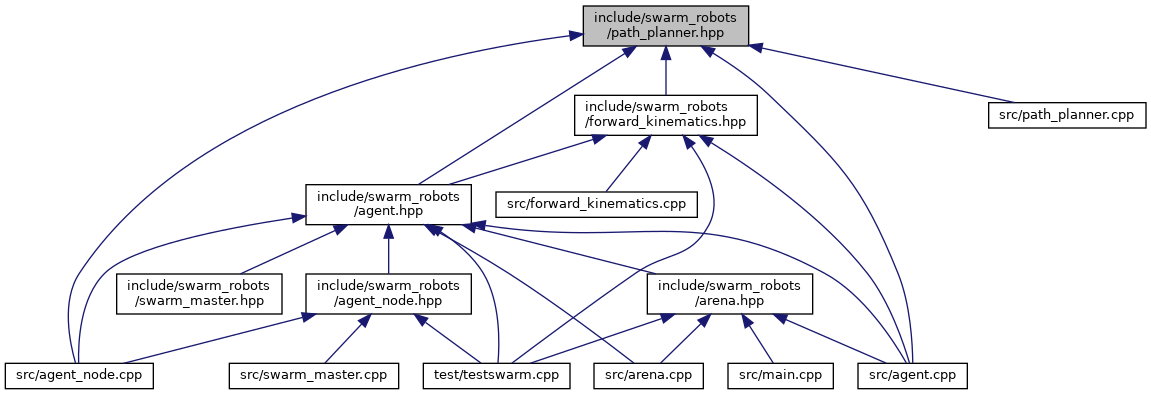 include/swarm_robots
/path_planner.hpp
include/swarm_robots
/forward_kinematics.hpp
src/path_planner.cpp
include/swarm_robots
/agent.hpp
src/forward_kinematics.cpp
include/swarm_robots
/swarm_master.hpp
include/swarm_robots
/agent_node.hpp
include/swarm_robots
/arena.hpp
src/agent_node.cpp
src/swarm_master.cpp
test/testswarm.cpp
src/arena.cpp
src/main.cpp
src/agent.cpp